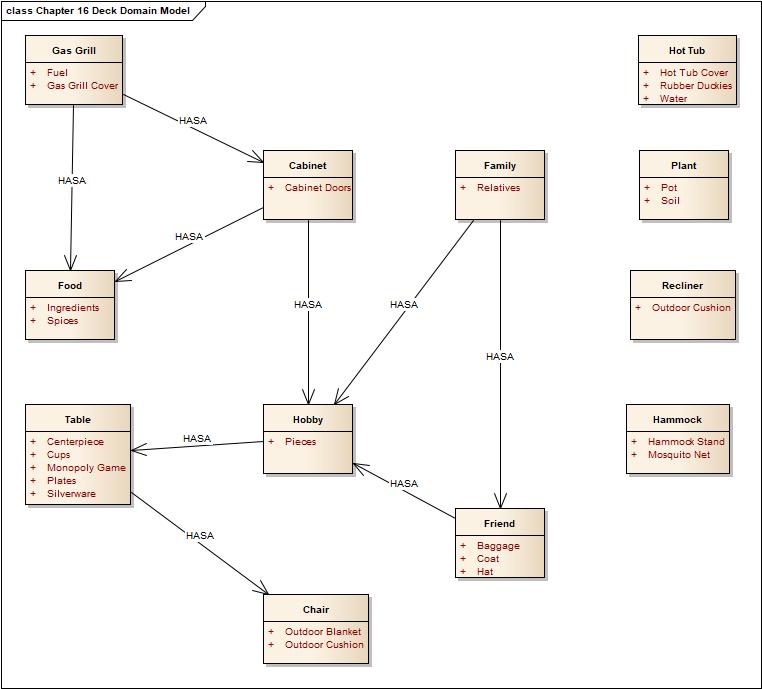 class Chapter 16 Deck Domain Model
Gas Grill
+ Fuel
+ Gas Grill Cover
Hot Tub
+ Hot Tub Cover
+ Rubber Duckies
+ Water
HASA
HASA
Cabinet
+ Cabinet Doors
Family
+ Relatives
Plant
+ Pot
+ Soil
HASA
Food
+ Ingredients
+ Spices
HASA
HASA
HASA
Recliner
+ Outdoor Cushion
Table
+ Centerpiece
+ Cups
+ Monopoly Game
+ Plates
+ Silverware
HASA
Hobby
+ Pieces
HASA
Hammock
+ Hammock Stand
+ Mosquito Net
HASA
Friend
+ Baggage
+ Coat
+ Hat
Chair
+ Outdoor Blanket
+ Outdoor Cushion